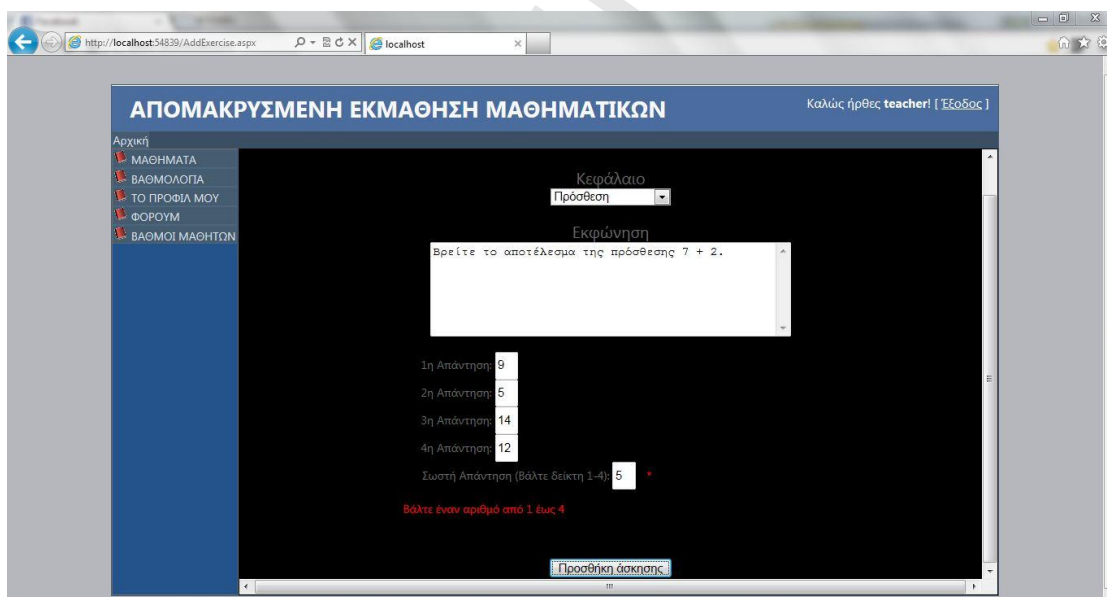 http://localhost:54839/AddExercise.aspx
localhost
ΑΠΟΜΑΚΡΥΣΜΕΝΗ ΕΚΜΑΘΗΣΗ ΜΑΘΗΜΑΤΙΚΩΝ
Καλώς ήρθες teacher! [ Έξοδος ]
Αρχική
ΜΑΘΗΜΑΤΑ
ΒΑΘΜΟΛΟΓΙΑ
ΤΟ ΠΡΟΦΙΛ ΜΟΥ
ΦΟΡΟΥΜ
ΒΑΘΜΟΙ ΜΑΘΗΤΩΝ
Κεφάλαιο
Πρόσθεση
Εκφώνηση
Βρείτε το αποτέλεσμα της πρόσθεσης 7 + 2.
1η Απάντηση: 9
2η Απάντηση: 5
3η Απάντηση: 14
4η Απάντηση: 12
Σωστή Απάντηση (Βάλτε δείκτη 1-4): 5 *
Βάλτε έναν αριθμό από 1 έως 4
Προσθήκη άσκησης